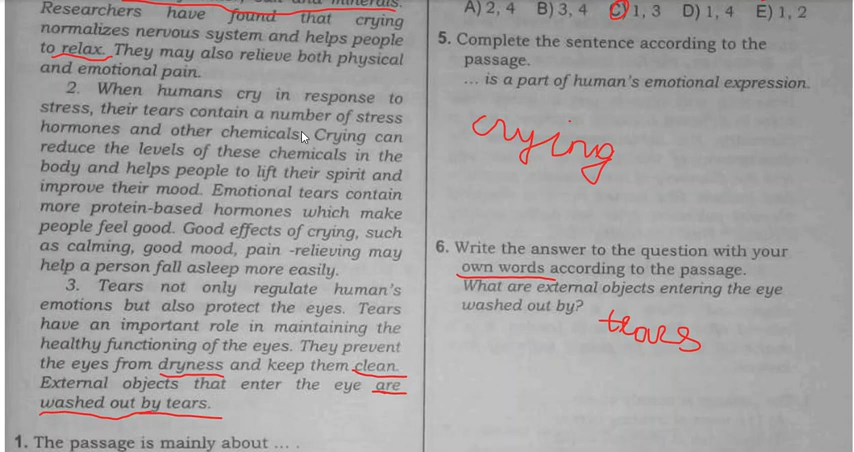 minerals.
Researchers have found that crying
normalizes nervous system and helps people
to relax. They may also relieve both physical
and emotional pain.
2. When humans cry in response to
stress, their tears contain a number of stress
hormones and other chemicals. Crying can
reduce the levels of these chemicals in the
body and helps people to lift their spirit and
improve their mood. Emotional tears contain
more protein-based hormones which make
people feel good. Good effects of crying, such
as calming, good mood, pain -relieving may
help a person fall asleep more easily.
3. Tears not only regulate human's
emotions but also protect the eyes. Tears
have an important role in maintaining the
healthy functioning of the eyes. They prevent
the eyes from dryness and keep them clean.
External objects that enter the eye are
washed out by tears.
1. The passage is mainly about ... .
A) 2, 4 B) 3, 4 C) 1, 3 D) 1, 4 E) 1, 2
5. Complete the sentence according to the
passage.
... is a part of human's emotional expression.
crying
6. Write the answer to the question with your
own words according to the passage.
What are external objects entering the eye
washed out by?
tears